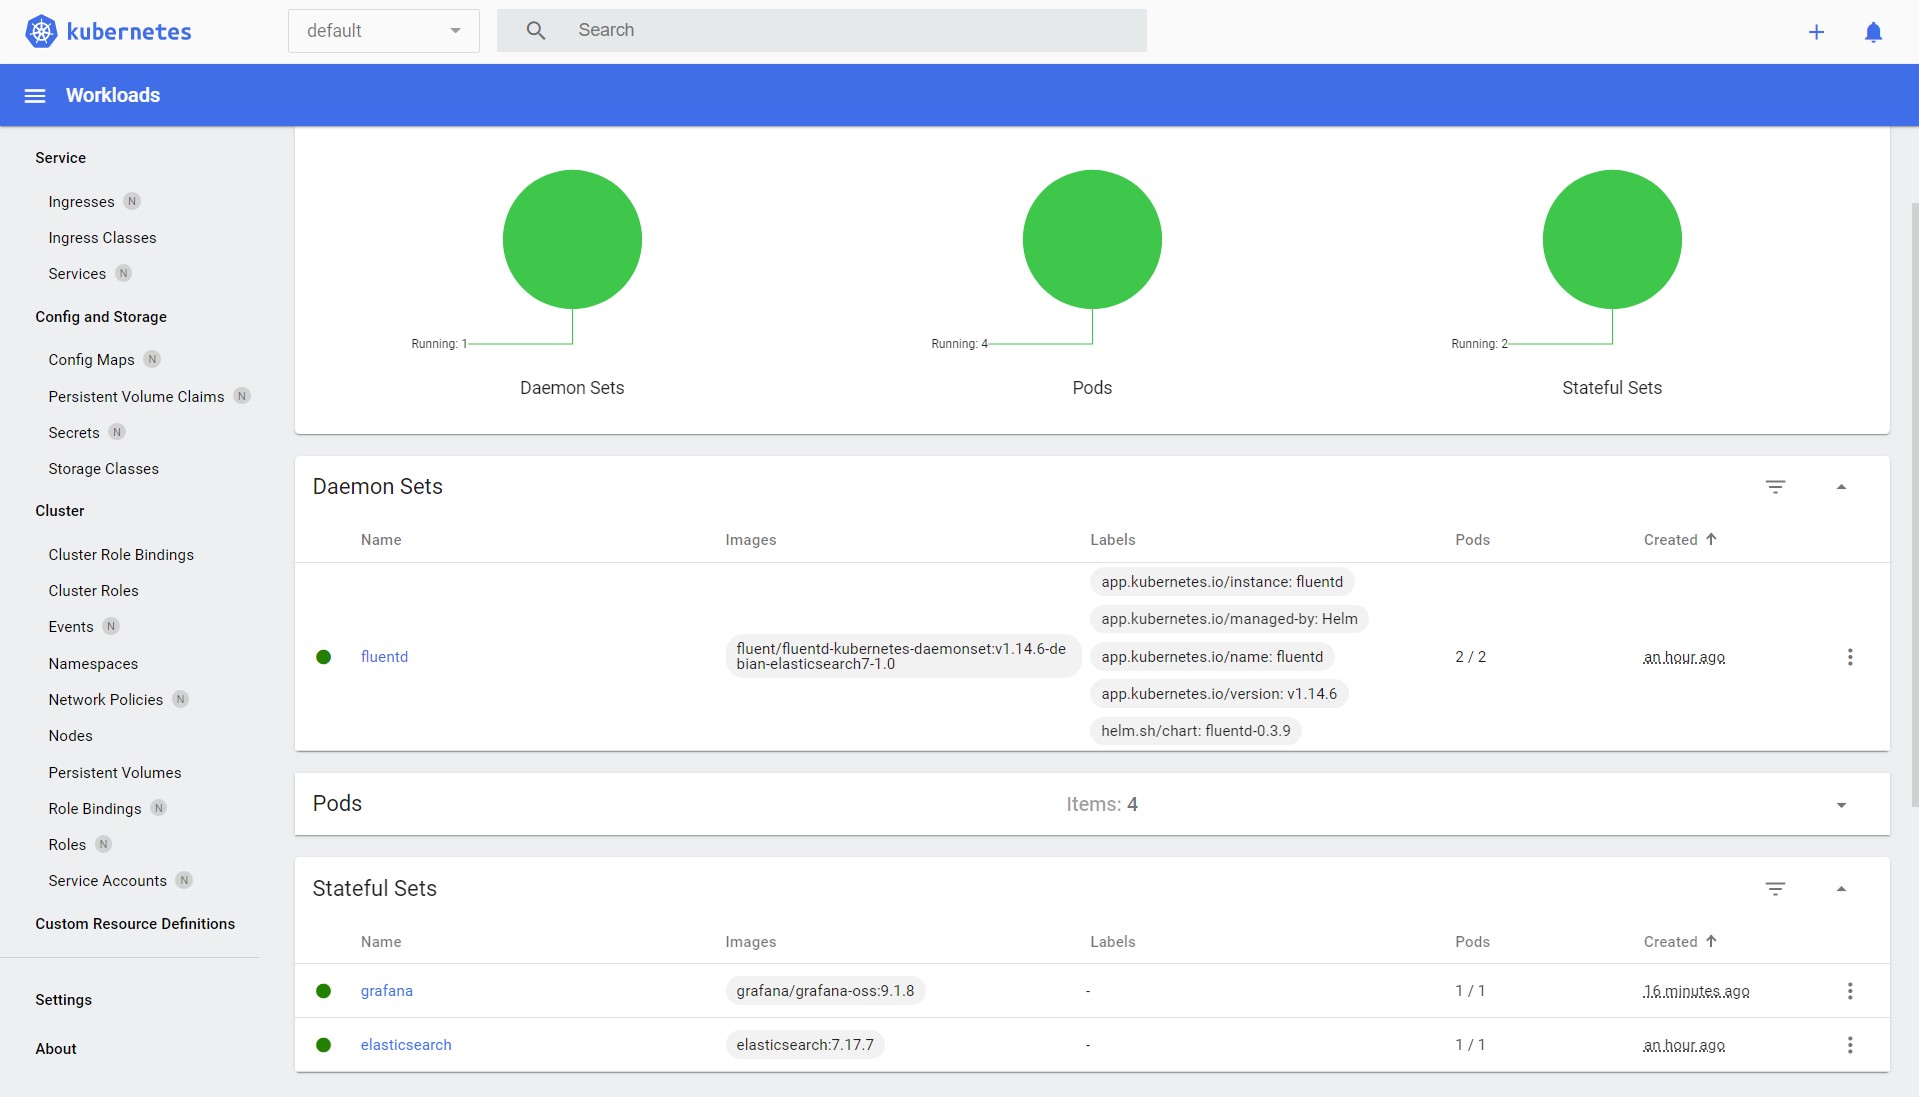 kubernetes
default
Search
Workloads
Service
Ingresses N
Ingress Classes
Services N
Config and Storage
Config Maps N
Persistent Volume Claims N
Secrets N
Storage Classes
Cluster
Cluster Role Bindings
Cluster Roles
Events N
Namespaces
Network Policies N
Nodes
Persistent Volumes
Role Bindings N
Roles N
Service Accounts N
Custom Resource Definitions
Settings
About
Running: 1
Daemon Sets
Running: 4
Pods
Running: 2
Stateful Sets
Daemon Sets
Name Images Labels Pods Created
fluentd
fluent/fluentd-kubernetes-daemonset:v1.14.6-de
bian-elasticsearch7-1.0
app.kubernetes.io/instance: fluentd
app.kubernetes.io/managed-by: Helm
app.kubernetes.io/name: fluentd
app.kubernetes.io/version: v1.14.6
helm.sh/chart: fluentd-0.3.9
2 / 2
an hour ago
Pods Items: 4
Stateful Sets
Name Images Labels Pods Created
grafana grafana/grafana-oss:9.1.8 - 1 / 1 16 minutes ago
elasticsearch elasticsearch:7.17.7 - 1 / 1 an hour ago